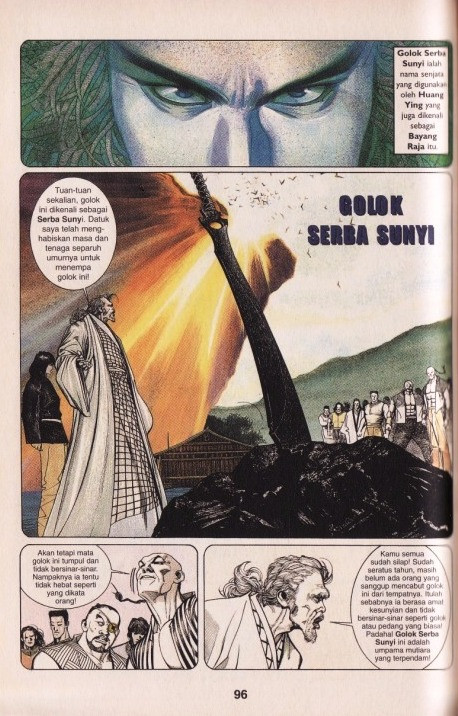 Golok Serba
Sunyi ialah
nama senjata
yang digunakan
oleh Huang
Ying yang
juga dikenali
sebagai
Bayang
Raja itu.
Tuan-tuan
sekalian, golok
ini dikenali sebagai
Serba Sunyi. Datuk
saya telah meng-
habiskan masa dan
tenaga separuh
umurnya untuk
menempa
golok ini!
GOLOK
SERBA SUNYI
Akan tetapi mata
golok ini tumpul dan
tidak bersinar-sinar.
Nampaknya ia tentu
tidak hebat seperti
yang dikata
orang!
Kamu semua
sudah silap! Sudah
seratus tahun, masih
belum ada orang yang
sanggup mencabut golok
ini dari tempatnya. Itulah
sebabnya ia berasa amat
kesunyian dan tidak
bersinar-sinar seperti golok
atau pedang yang biasa!
Padahal Golok Serba
Sunyi ini adalah
umpama mutiara
yang terpendam!
96